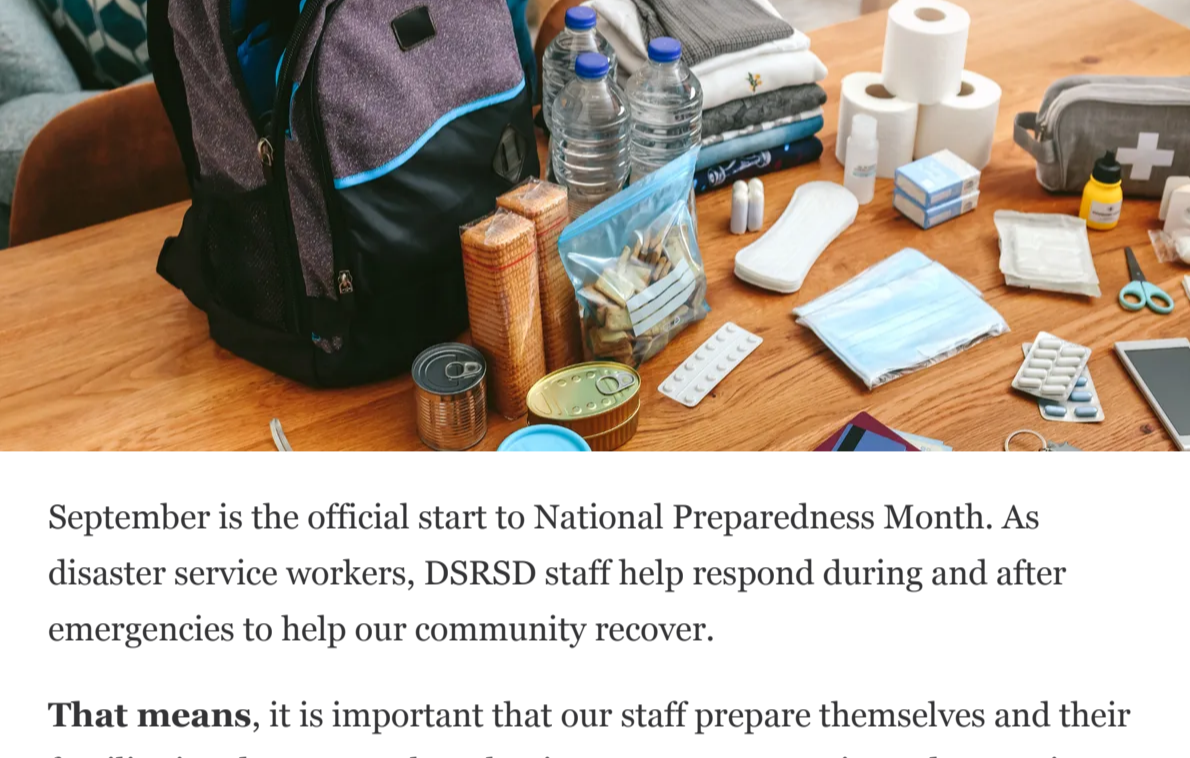 September is the official start to National Preparedness Month. As
disaster service workers, DSRSD staff help respond during and after
emergencies to help our community recover.
That means, it is important that our staff prepare themselves and their